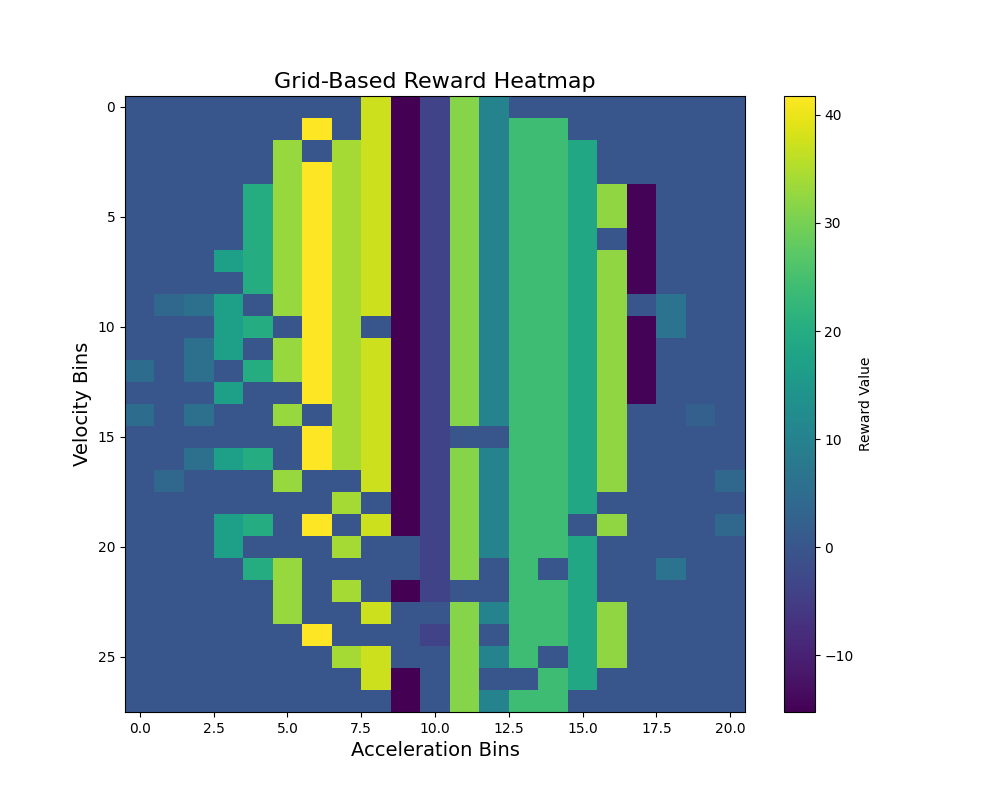 Grid-Based Reward Heatmap
0
5
10
15
20
25
Velocity Bins
0.0 2.5 5.0 7.5 10.0 12.5 15.0 17.5 20.0
Acceleration Bins
40
30
20
10
0
−10
Reward Value